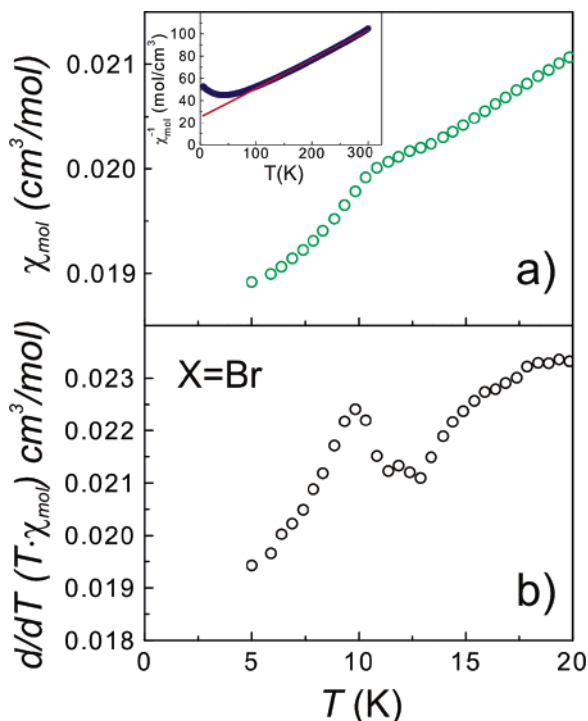 0.021
0.020
0.019
χmol (cm³/mol)
100
80
60
40
20
0
χ⁻¹mol (mol/cm³)
0 100 200 300
T(K)
a)
X=Br
0.023
0.022
0.021
0.020
0.019
0.018
d/dT (T·χmol) cm³/mol)
b)
0 5 10 15 20
T (K)